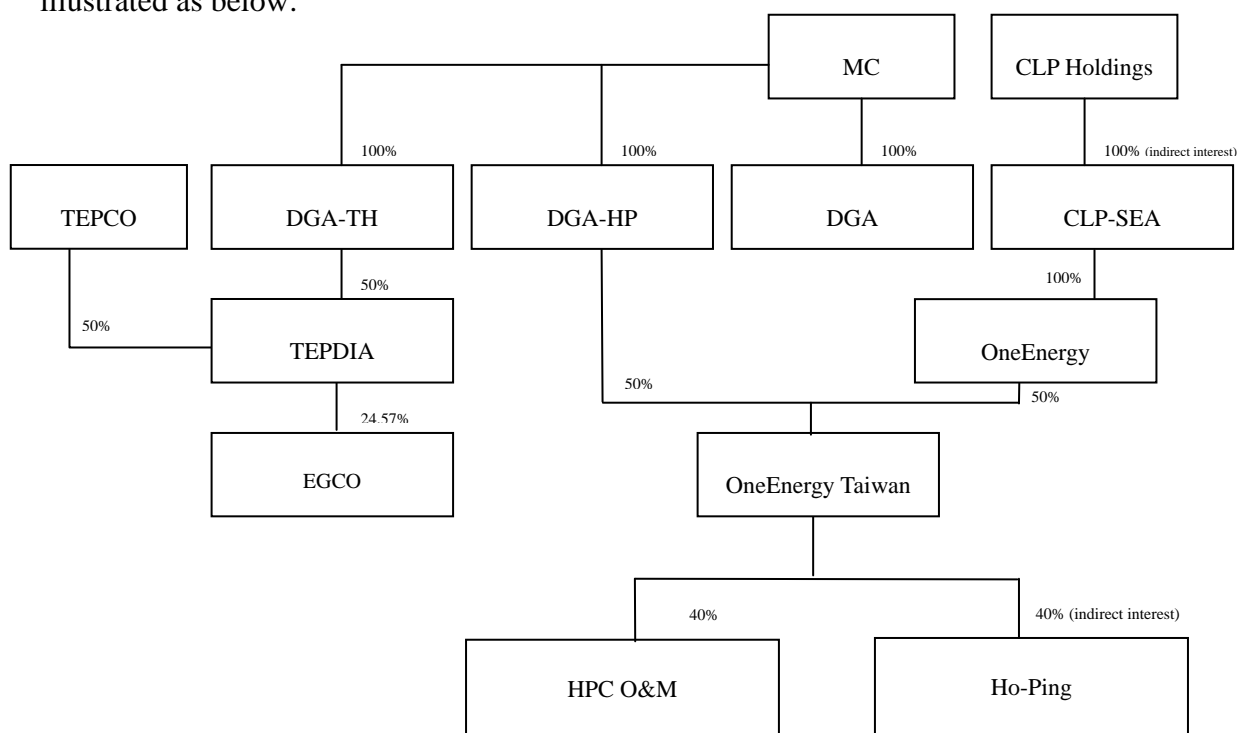 illustrated as below.
MC
CLP Holdings
100%
100%
100%
100% (indirect interest)
TEPCO
DGA-TH
DGA-HP
DGA
CLP-SEA
50%
100%
50%
TEPDIA
OneEnergy
50%
50%
24.57%
EGCO
OneEnergy Taiwan
40%
40% (indirect interest)
HPC O&M
Ho-Ping